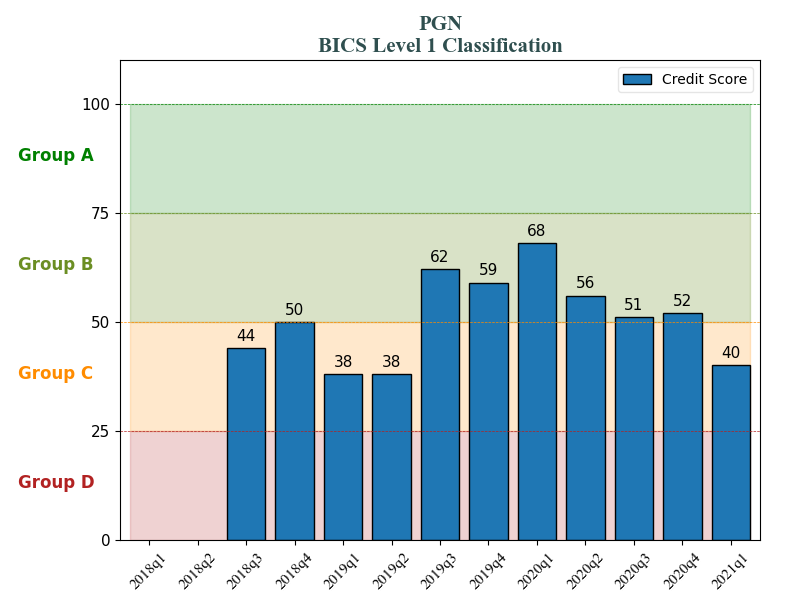 PGN
BICS Level 1 Classification
Credit Score
100
Group A
75
68
Group B
62
59
56
52
51
50
50
44
40
38
38
Group C
25
Group D
0
2018q1 2018q2 2018q3 2018q4 2019q1 2019q2 2019q3 2019q4 2020q1 2020q2 2020q3 2020q4 2021q1